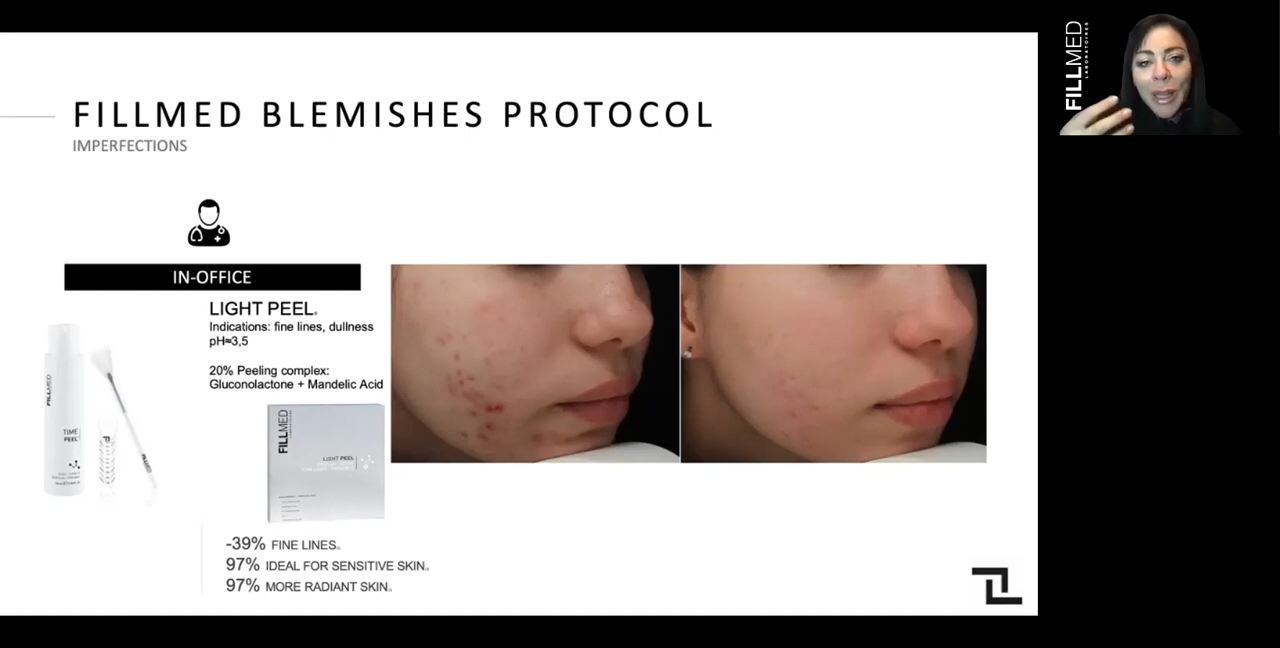 FILLMED BLEMISHES PROTOCOL
IMPERFECTIONS
IN-OFFICE
LIGHT PEEL
Indications: fine lines, dullness
pH≈3,5
20% Peeling complex:
Gluconolactone + Mandelic Acid
FILLMED
TIME
PEEL
FILLMED
FILLMED
LIGHT PEEL
-39% FINE LINES
97% IDEAL FOR SENSITIVE SKIN
97% MORE RADIANT SKIN
FILLMED
LABORATOIRES